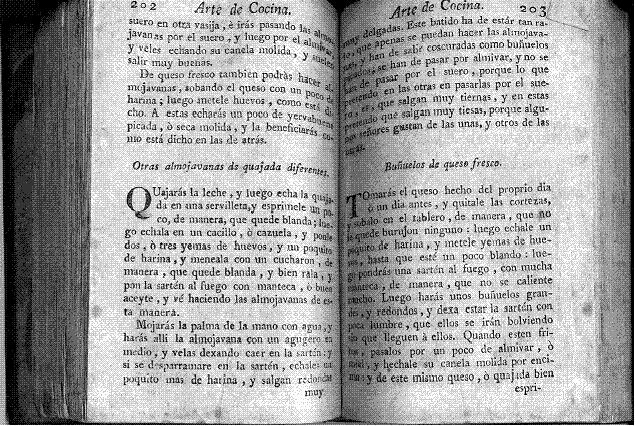 202 Arte de Cocina.
suero en otra vasija, è irás pasando las almo-
javanas por el suero, y luego por el almivar
y veles echando su canela molida, y suelen
salir muy buenas.
De queso fresco tambien podràs hacer al-
mojavanas, sobando el queso con un poco de
harina; luego metele huevos, como está di-
cho. A estas echarás un poco de yervabuena
picada, ò seca molida, y la beneficiarás co-
mo está dicho en las de atrás.
Otras almojavanas de quajada diferentes.
QUajarás la leche, y luego echa la quaja-
da en una servilleta, y esprimele un po-
co, de manera, que quede blanda; lue-
go echala en un cacillo, ò cazuela, y ponle
dos, ò tres yemas de huevos, y un poquito
de harina, y meneala con un cucharon, de
manera, que quede blanda, y bien rala, y
pon la sartén al fuego con manteca, ò buen
aceyte, y vé haciendo las almojavanas de es-
ta manera.
Mojarás la palma de la mano con agua, y
harás allí la almojavana con un agugero en
medio, y velas dexando caer en la sartén: y
si se desparramare en la sartén, echales un
poquito mas de harina, y salgan redondas
muy
Arte de Cocina. 203
muy delgadas. Este batido ha de estár tan ra-
lo, que apenas se puedan hacer las almojava-
nas, y han de salir coscuradas como buñuelos
se han de pasar por almivar, y no se
han de pasar por el suero, porque lo que
pretendo en las otras en pasarlas por el sue-
ro, es, que salgan muy tiernas, y en estas
pretendo que salgan muy tiesas, porque algu-
nos señores gustan de las unas, y otros de las
otras.
Buñuelos de queso fresco.
TOmarás el queso hecho del proprio dia
ò un dia antes, y quitale las cortezas,
y sobalo en el tablero, de manera, que no
le quede burujon ninguno: luego echale un
poquito de harina, y metele yemas de hue-
vos, hasta que esté un poco blando: lue-
go pondrás una sartén al fuego, con mucha
manteca, de manera, que no se caliente
mucho. Luego harás unos buñuelos gran-
des, y redondos, y dexa estar la sartén con
poca lumbre, que ellos se irán bolviendo
sin que lleguen à ellos. Quando esten fri-
tos, pasalos por un poco de almivar, ò
miel, y hechale su canela molida por enci-
ma: y de este mismo queso, ò quajada bien
espri-